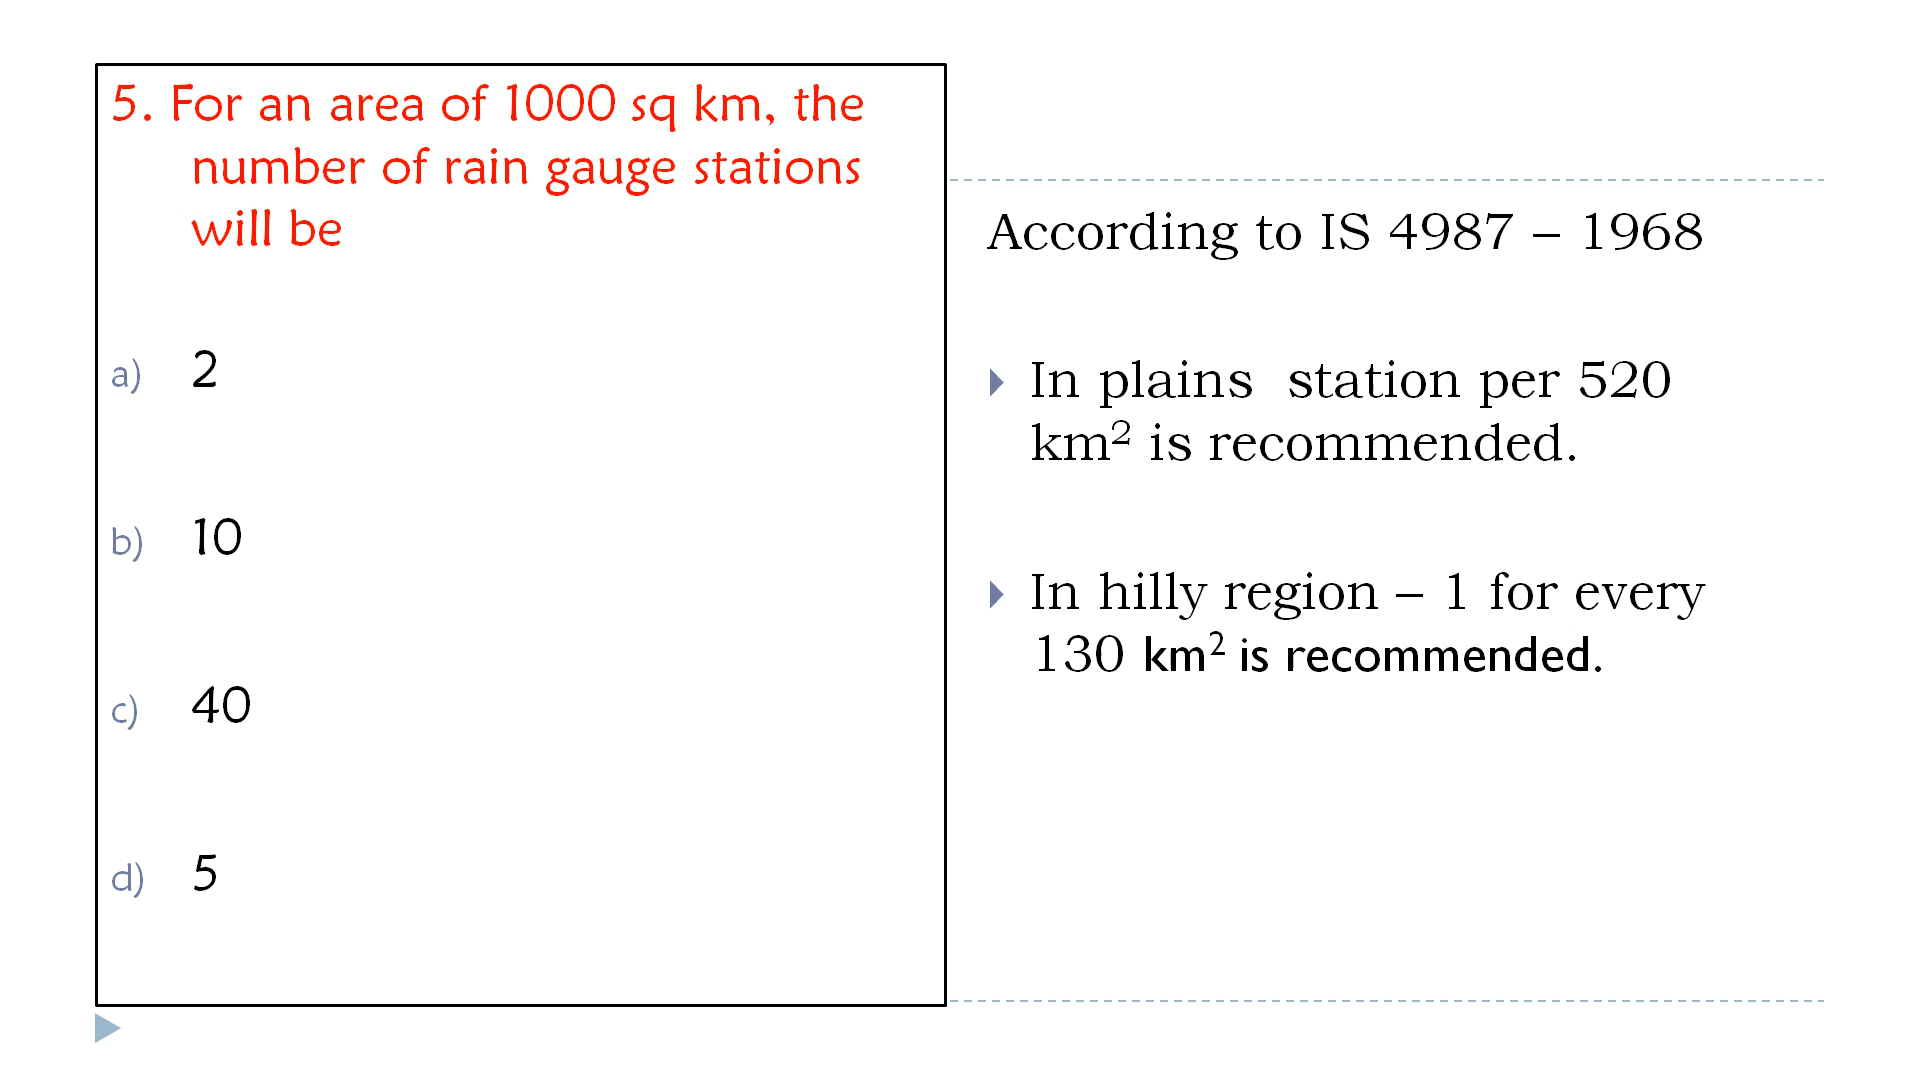 5. For an area of 1000 sq km, the
number of rain gauge stations
will be
a) 2
b) 10
c) 40
d) 5
According to IS 4987 – 1968
In plains station per 520
km² is recommended.
In hilly region – 1 for every
130 km² is recommended.